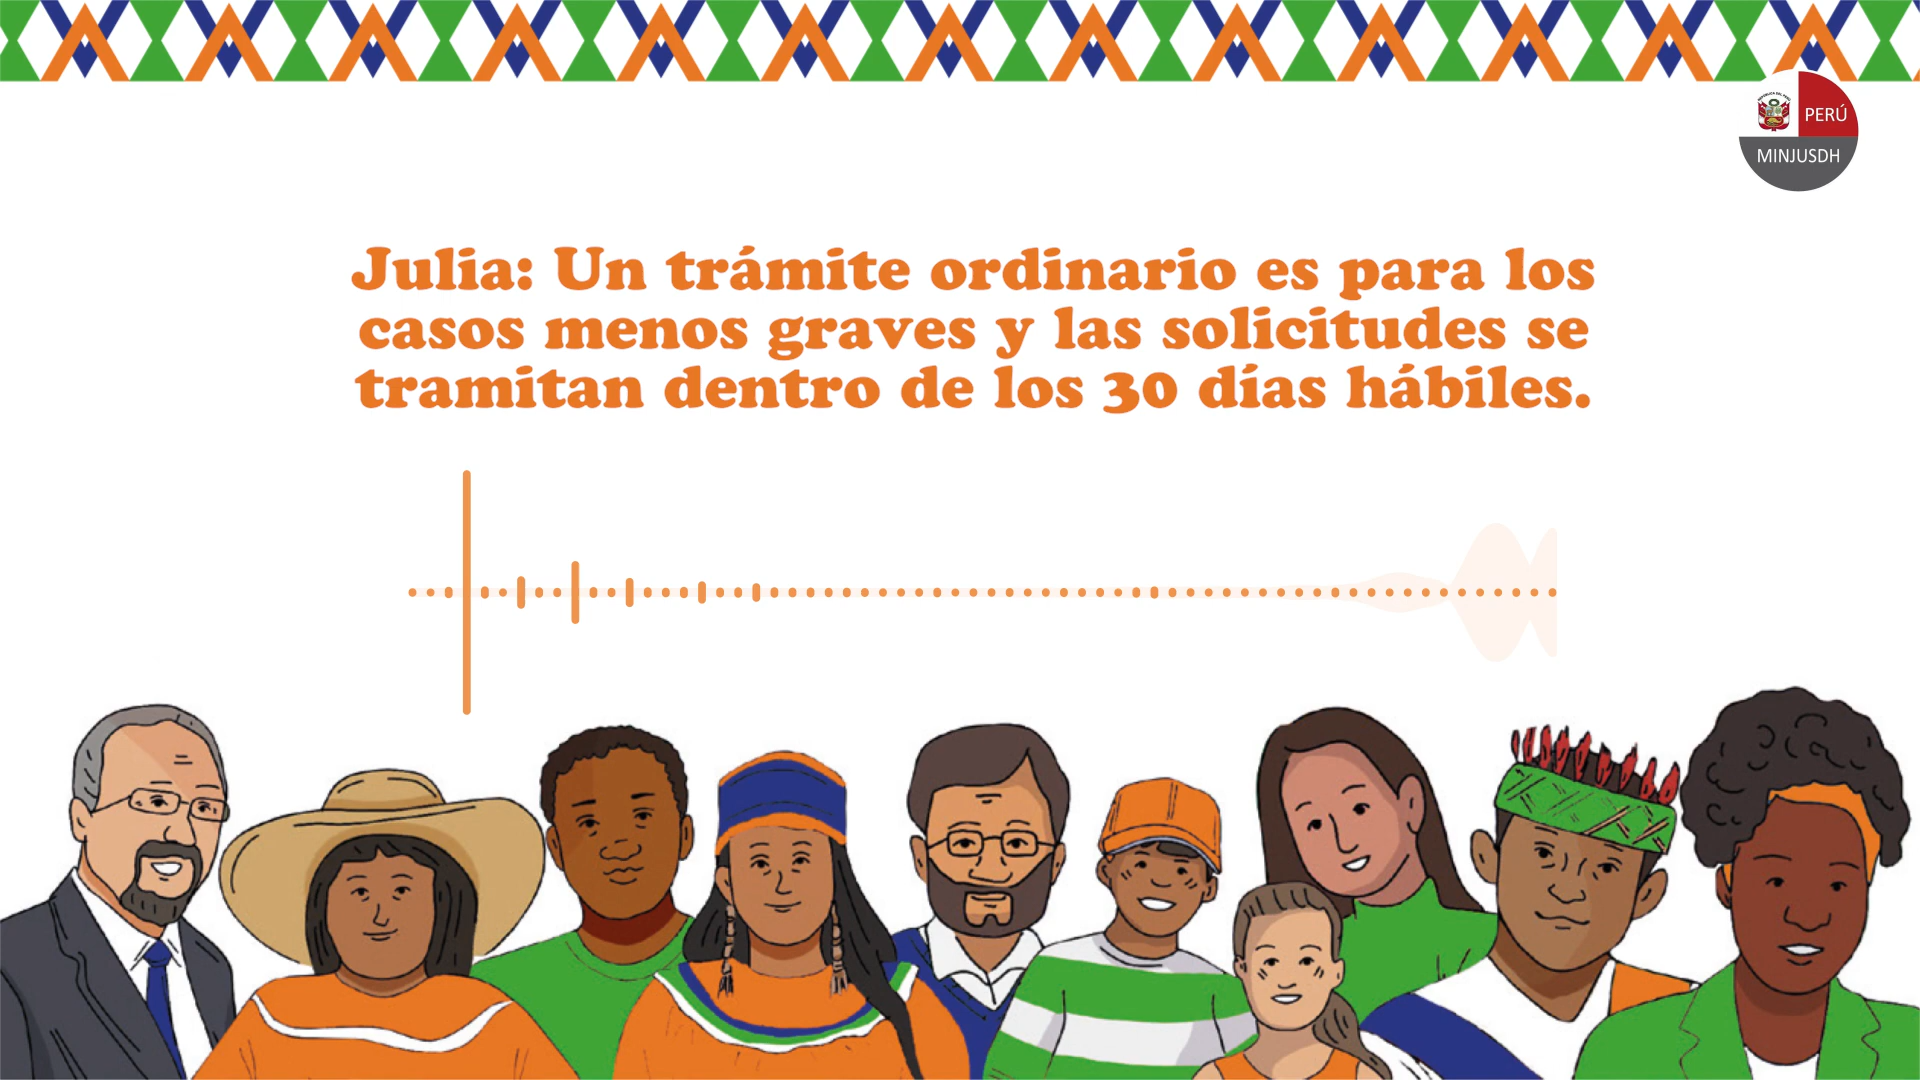 PERÚ
MINJUSDH
Julia: Un trámite ordinario es para los
casos menos graves y las solicitudes se
tramitan dentro de los 30 días hábiles.